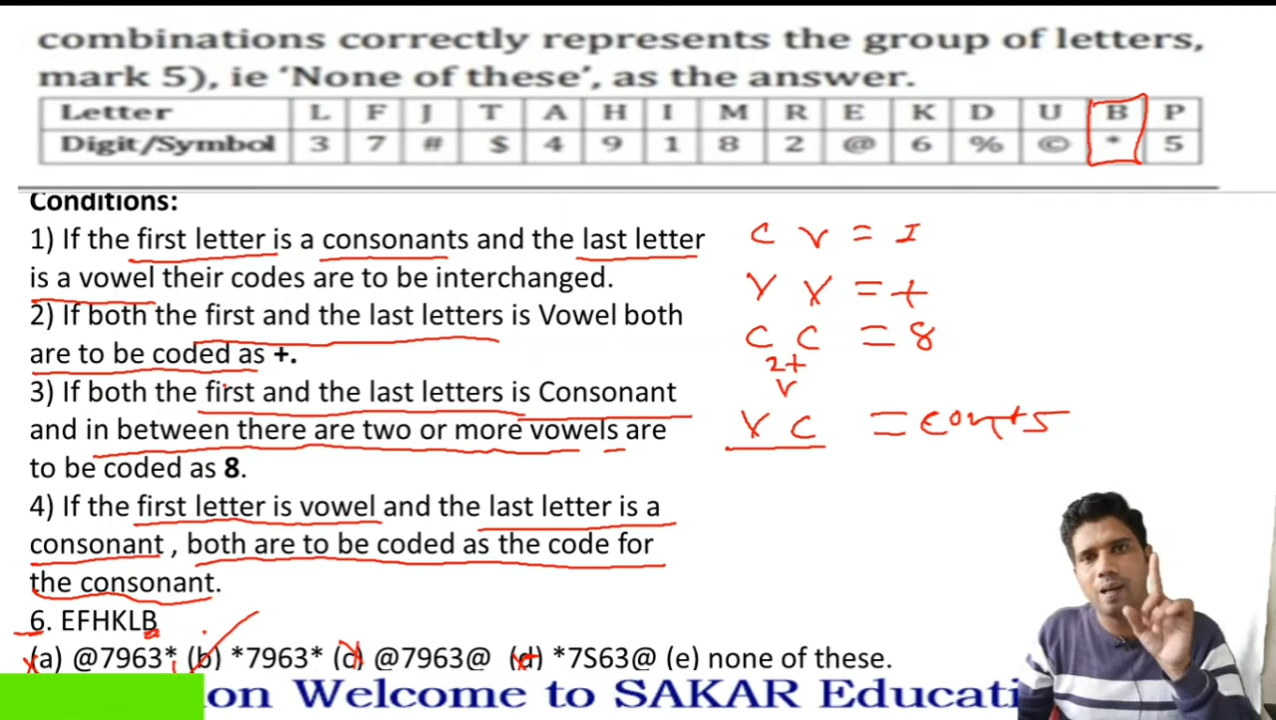 combinations correctly represents the group of letters,
mark 5), ie ‘None of these’, as the answer.
Letter L F J T A H I M R E K D U B P
Digit/Symbol 3 7 # $ 4 9 1 8 2 @ 6 % © * 5
Conditions:
1) If the first letter is a consonants and the last letter
is a vowel their codes are to be interchanged.
2) If both the first and the last letters is Vowel both
are to be coded as +.
3) If both the first and the last letters is Consonant
and in between there are two or more vowels are
to be coded as 8.
4) If the first letter is vowel and the last letter is a
consonant , both are to be coded as the code for
the consonant.
C V = I
V V = +
C C = 8
2+
V
V C =
6. EFHKLB
(a) @7963* (b) *7963* (c) @7963@ (d) *7S63@ (e) none of these.
on Welcome to SAKAR Educati